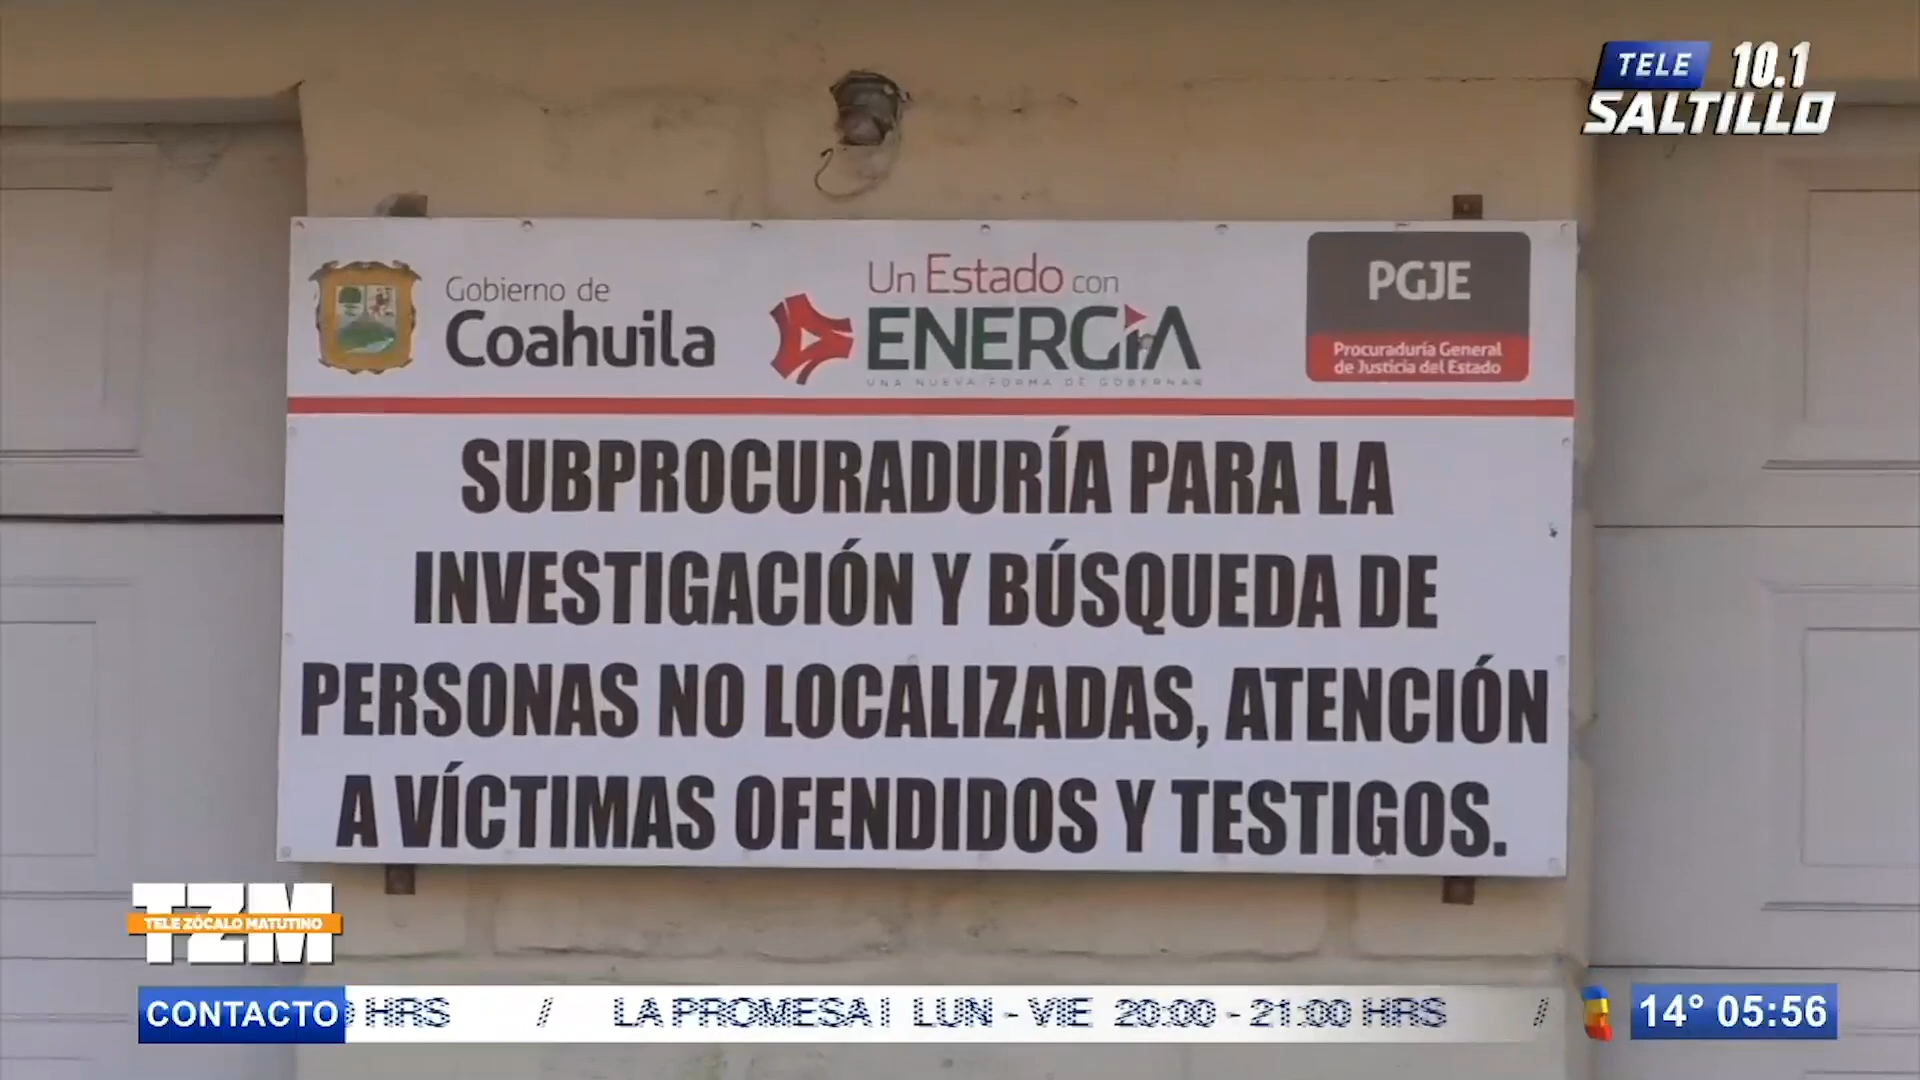 TELE 10.1
SALTILLO
Gobierno de
Coahuila
Un Estado con
ENERGíA
UNA NUEVA FORMA DE GOBERNAR
PGJE
Procuraduría General
de Justicia del Estado
SUBPROCURADURÍA PARA LA
INVESTIGACIÓN Y BÚSQUEDA DE
PERSONAS NO LOCALIZADAS, ATENCIÓN
A VÍCTIMAS OFENDIDOS Y TESTIGOS.
TZM
TELE ZÓCALO MATUTINO
CONTACTO HRS / LA PROMESA | LUN - VIE 20:00 - 21:00 HRS //
14° 05:56